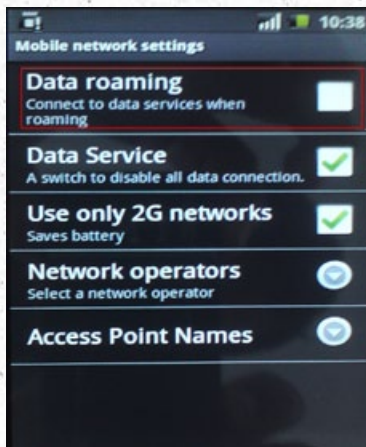 10:38
Mobile network settings
Data roaming
Connect to data services when
roaming
Data Service
A switch to disable all data connection.
Use only 2G networks
Saves battery
Network operators
Select a network operator
Access Point Names